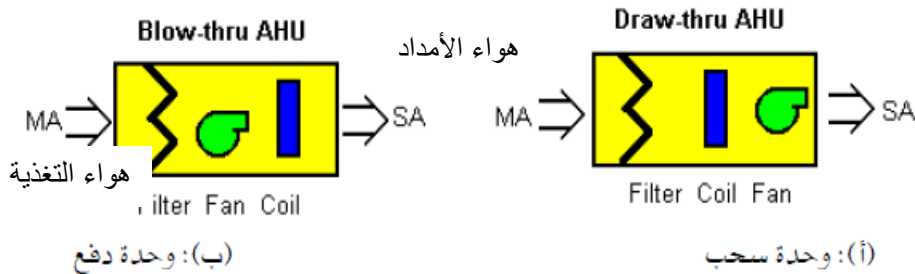 Blow-thru AHU
MA
SA
هواء التغذية
ilter Fan Coil
(ب): وحدة دفع
هواء الأمداد
Draw-thru AHU
MA
SA
Filter Coil Fan
(أ): وحدة سحب